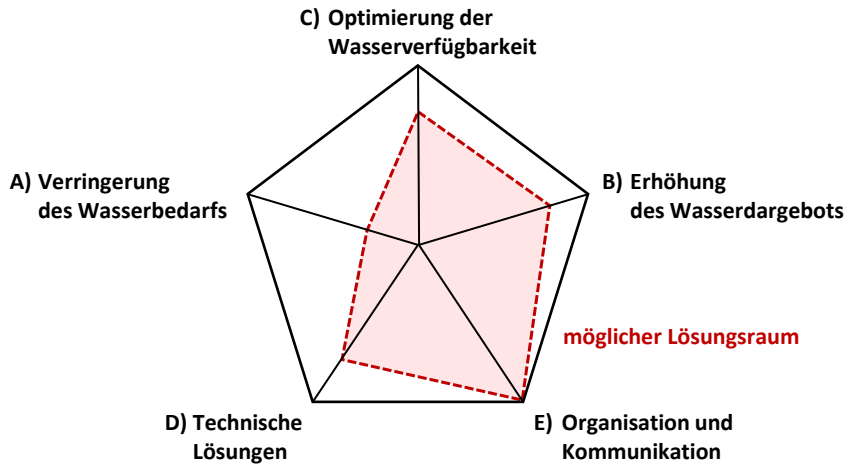 C) Optimierung der
Wasserverfügbarkeit
A) Verringerung
des Wasserbedarfs
B) Erhöhung
des Wasserdargebots
möglicher Lösungsraum
D) Technische
Lösungen
E) Organisation und
Kommunikation